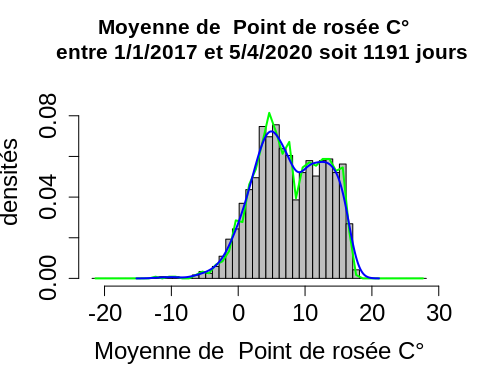 Moyenne de  Point de rosée C°
entre 1/1/2017 et 5/4/2020 soit 1191 jours
densités
0.08
0.04
0.00
-20 -10 0 10 20 30
Moyenne de  Point de rosée C°